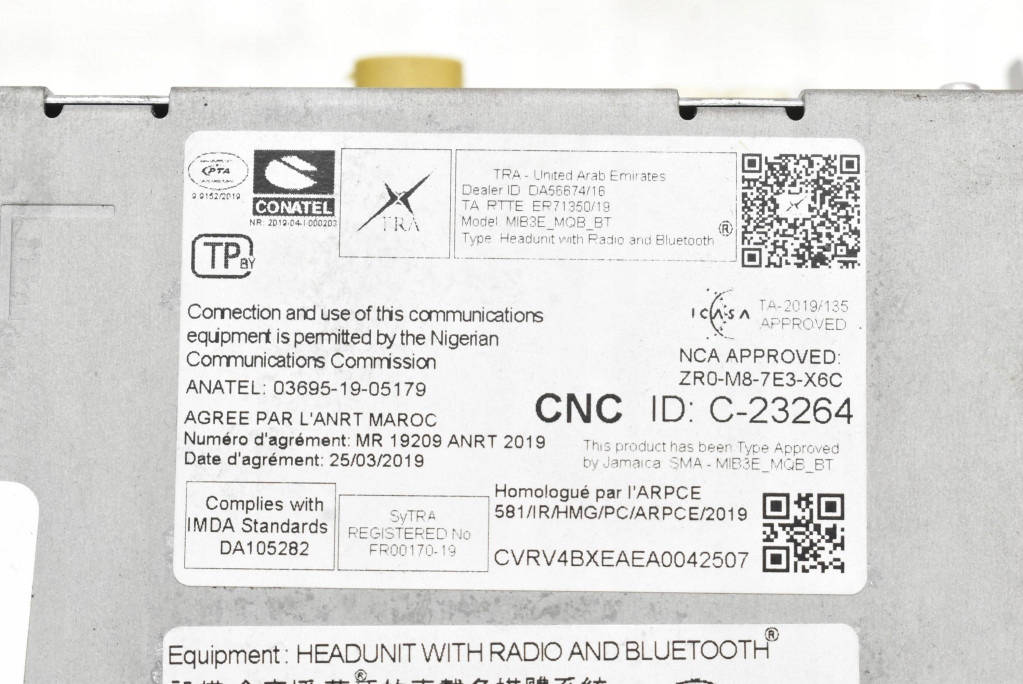 PTA
9.9152/2019
CONATEL
NR: 2019-04-I-000203
TRA
TRA - United Arab Emirates
Dealer ID DA56674/16
TA RTTE ER71350/19
Model: MIB3E_MQB_BT
Type Headunit with Radio and Bluetooth ®
TP BY
ICASA TA-2019/135
APPROVED
Connection and use of this communications
equipment is permitted by the Nigerian
Communications Commission
NCA APPROVED:
ZR0-M8-7E3-X6C
ANATEL: 03695-19-05179
CNC ID: C-23264
AGREE PAR L'ANRT MAROC
Numéro d'agrément: MR 19209 ANRT 2019
Date d'agrément: 25/03/2019
This product has been Type Approved
by Jamaica SMA - MIB3E_MQB_BT
Complies with
IMDA Standards
DA105282
SyTRA
REGISTERED No
FR00170-19
Homologué par l'ARPCE
581/IR/HMG/PC/ARPCE/2019
CVRV4BXEAEA0042507
Equipment: HEADUNIT WITH RADIO AND BLUETOOTH®